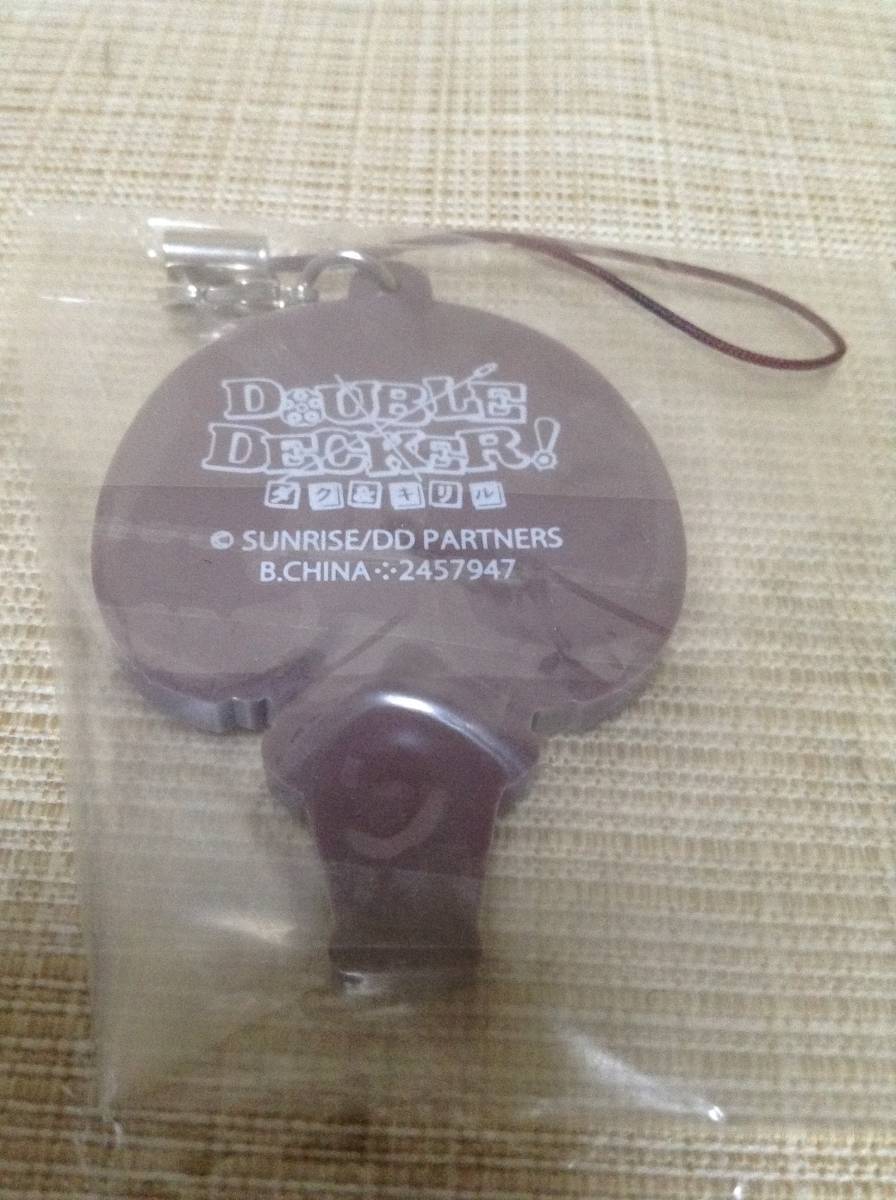 DOUBLE
DECKER!
ダグ&キリル
© SUNRISE/DD PARTNERS
B.CHINA⁘2457947